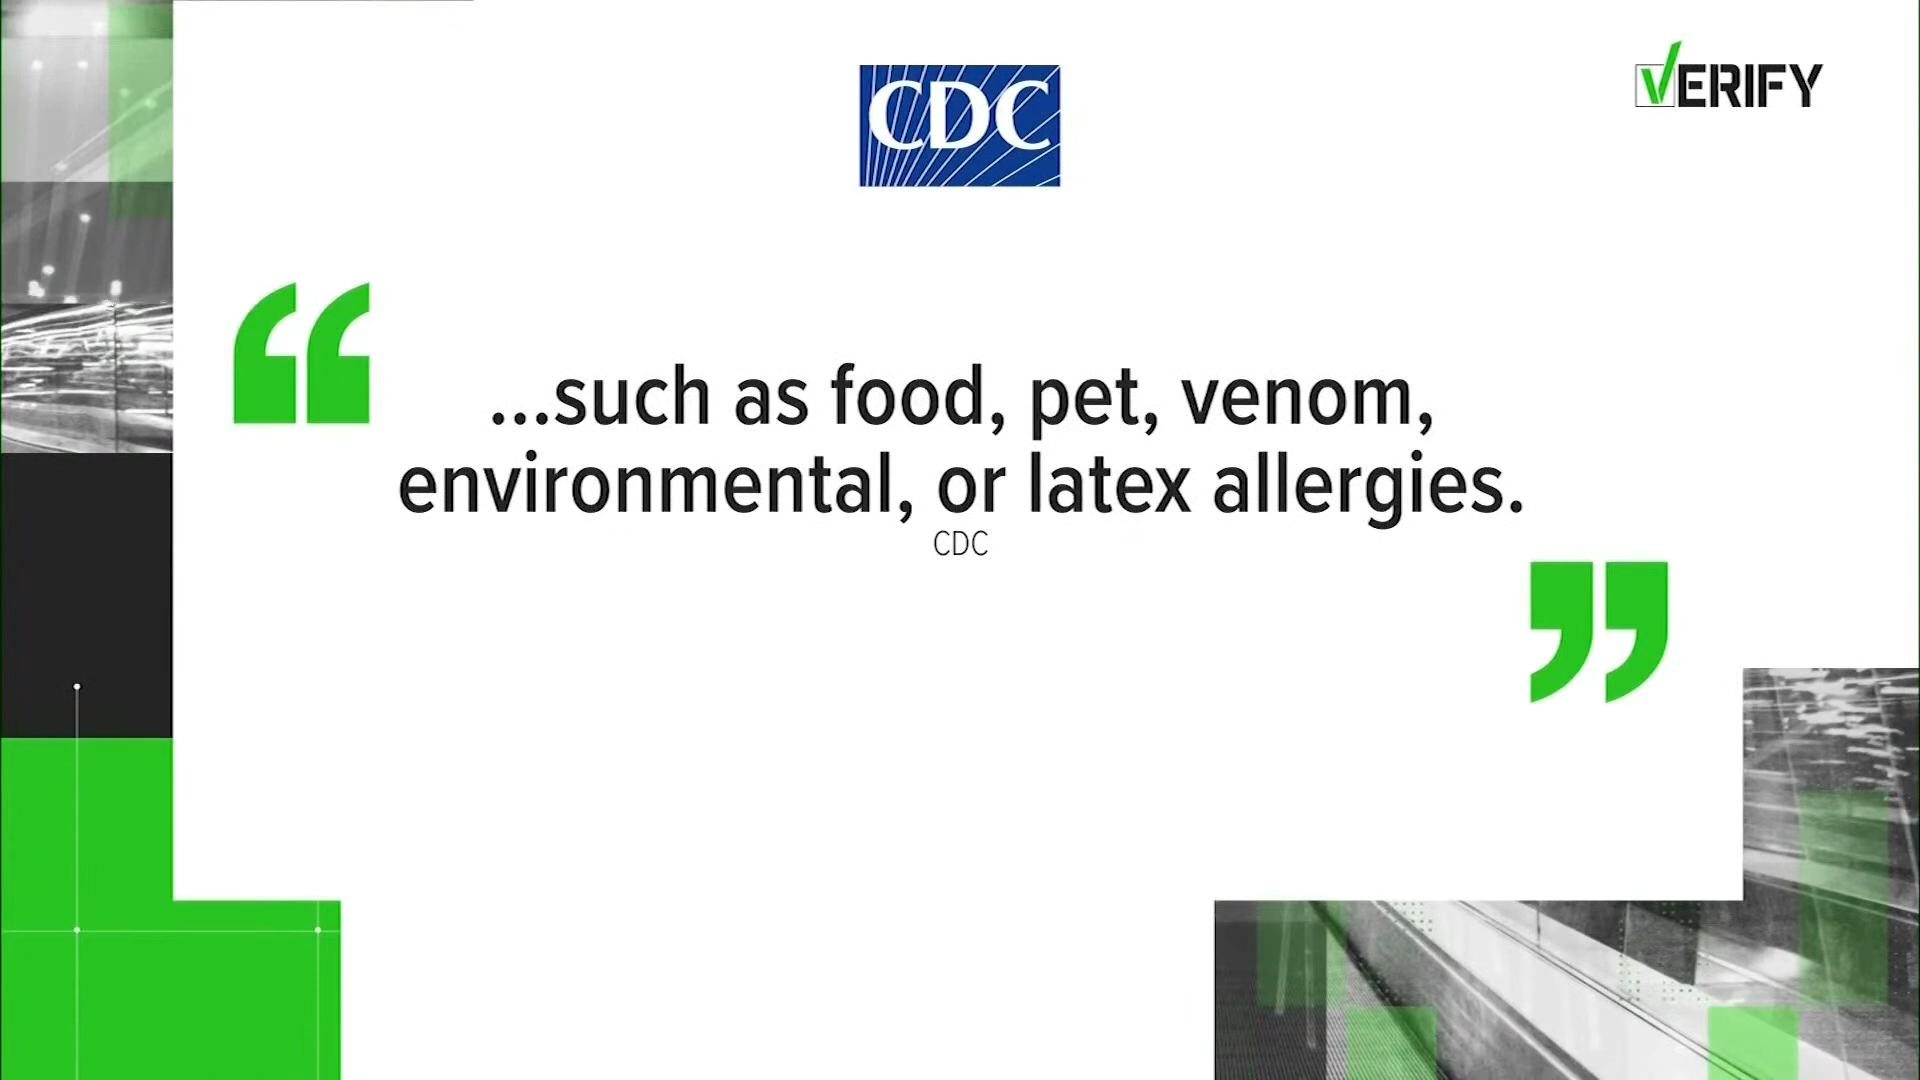 CDC
VERIFY
...such as food, pet, venom,
environmental, or latex allergies.
CDC